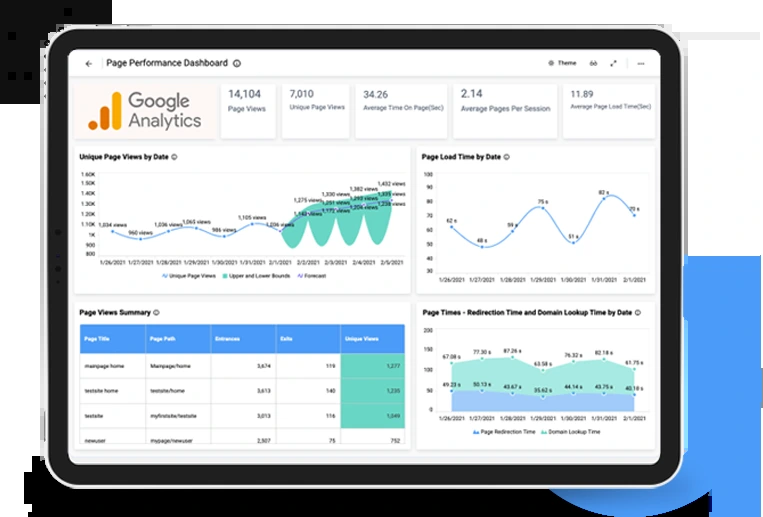 Page Performance Dashboard
Theme
Google
Analytics
14,104
Page Views
7,010
Unique Page Views
34.26
Average Time On Page(Sec)
2.14
Average Pages Per Session
11.89
Average Page Load Time(Sec)
Unique Page Views by Date
1.60K
1.50K
1.40K
1.30K
1.20K
1.10K
1K
900
800
1,034 views
960 views
1,036 views
1,065 views
986 views
1,105 views
1,036 views
1,275 views
1,330 views
1,382 views
1,432 views
1/26/2021 1/27/2021 1/28/2021 1/29/2021 1/30/2021 1/31/2021 2/1/2021 2/2/2021 2/3/2021 2/4/2021 2/5/2021
Unique Page Views Upper and Lower Bounds Forecast
Page Load Time by Date
100
90
80
70
60
50
40
30
62 s
48 s
59 s
75 s
51 s
82 s
1/26/2021 1/27/2021 1/28/2021 1/29/2021 1/30/2021 1/31/2021 2/1/2021
Page Views Summary
Page Title Page Path Entrances Exits Unique Views
mainpage home Mainpage/home 3,674 119 1,277
testsite home testsite/home 3,613 140 1,235
testsite myfirstsite/testsite 3,013 116 1,049
newuser mypage/newuser 2,507 75 752
Page Times - Redirection Time and Domain Lookup Time by Date
200
150
100
50
0
67.08 s 77.30 s 87.26 s 63.58 s 76.32 s 82.18 s 61.75 s
49.23 s 50.13 s 43.67 s 35.62 s 44.14 s 43.75 s 40.18 s
1/26/2021 1/27/2021 1/28/2021 1/29/2021 1/30/2021 1/31/2021 2/1/2021
Page Redirection Time Domain Lookup Time